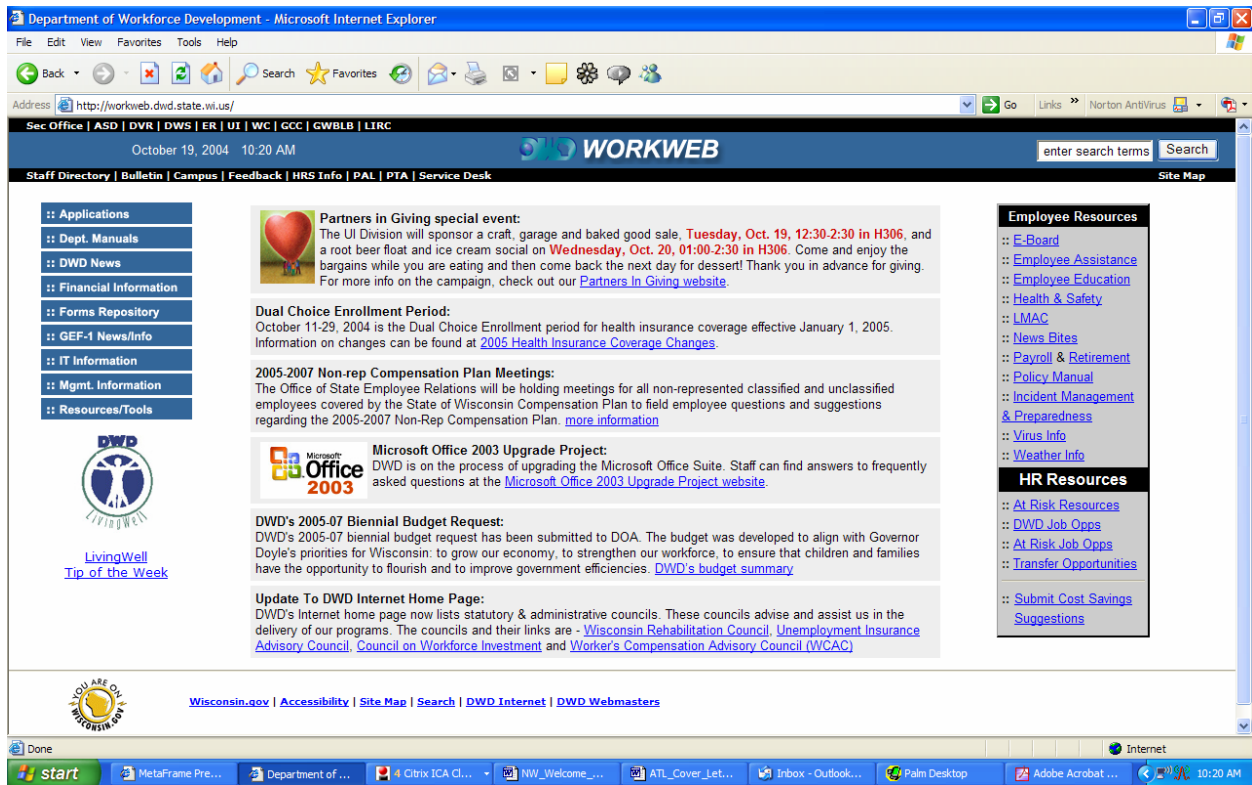 Department of Workforce Development - Microsoft Internet Explorer
File Edit View Favorites Tools Help
Back Search Favorites
Address http://workweb.dwd.state.wi.us/ Go Links » Norton AntiVirus
Sec Office | ASD | DVR | DWS | ER | UI | WC | GCC | GWBLB | LIRC
October 19, 2004 10:20 AM
WORKWEB
enter search terms Search
Staff Directory | Bulletin | Campus | Feedback | HRS Info | PAL | PTA | Service Desk
Site Map
:: Applications
:: Dept. Manuals
:: DWD News
:: Financial Information
:: Forms Repository
:: GEF-1 News/Info
:: IT Information
:: Mgmt. Information
:: Resources/Tools
DWD
LivingWell
LivingWell
Tip of the Week
Partners in Giving special event:
The UI Division will sponsor a craft, garage and baked good sale, Tuesday, Oct. 19, 12:30-2:30 in H306, and
a root beer float and ice cream social on Wednesday, Oct. 20, 01:00-2:30 in H306. Come and enjoy the
bargains while you are eating and then come back the next day for dessert! Thank you in advance for giving.
For more info on the campaign, check out our Partners In Giving website.
Dual Choice Enrollment Period:
October 11-29, 2004 is the Dual Choice Enrollment period for health insurance coverage effective January 1, 2005.
Information on changes can be found at 2005 Health Insurance Coverage Changes.
2005-2007 Non-rep Compensation Plan Meetings:
The Office of State Employee Relations will be holding meetings for all non-represented classified and unclassified
employees covered by the State of Wisconsin Compensation Plan to field employee questions and suggestions
regarding the 2005-2007 Non-Rep Compensation Plan. more information
Microsoft Office 2003
Microsoft Office 2003 Upgrade Project:
DWD is on the process of upgrading the Microsoft Office Suite. Staff can find answers to frequently
asked questions at the Microsoft Office 2003 Upgrade Project website.
DWD's 2005-07 Biennial Budget Request:
DWD's 2005-07 biennial budget request has been submitted to DOA. The budget was developed to align with Governor
Doyle's priorities for Wisconsin: to grow our economy, to strengthen our workforce, to ensure that children and families
have the opportunity to flourish and to improve government efficiencies. DWD's budget summary
Update To DWD Internet Home Page:
DWD's Internet home page now lists statutory & administrative councils. These councils advise and assist us in the
delivery of our programs. The councils and their links are - Wisconsin Rehabilitation Council, Unemployment Insurance
Advisory Council, Council on Workforce Investment and Worker's Compensation Advisory Council (WCAC)
Employee Resources
:: E-Board
:: Employee Assistance
:: Employee Education
:: Health & Safety
:: LMAC
:: News Bites
:: Payroll & Retirement
:: Policy Manual
:: Incident Management
& Preparedness
:: Virus Info
:: Weather Info
HR Resources
:: At Risk Resources
:: DWD Job Opps
:: At Risk Job Opps
:: Transfer Opportunities
:: Submit Cost Savings
Suggestions
YOU ARE ON
WISCONSIN.GOV
Wisconsin.gov | Accessibility | Site Map | Search | DWD Internet | DWD Webmasters
Done
Internet
start MetaFrame Pre... Department of ... 4 Citrix ICA Cl... NW_Welcome_... ATL_Cover_Let... Inbox - Outlook... Palm Desktop Adobe Acrobat ... 10:20 AM